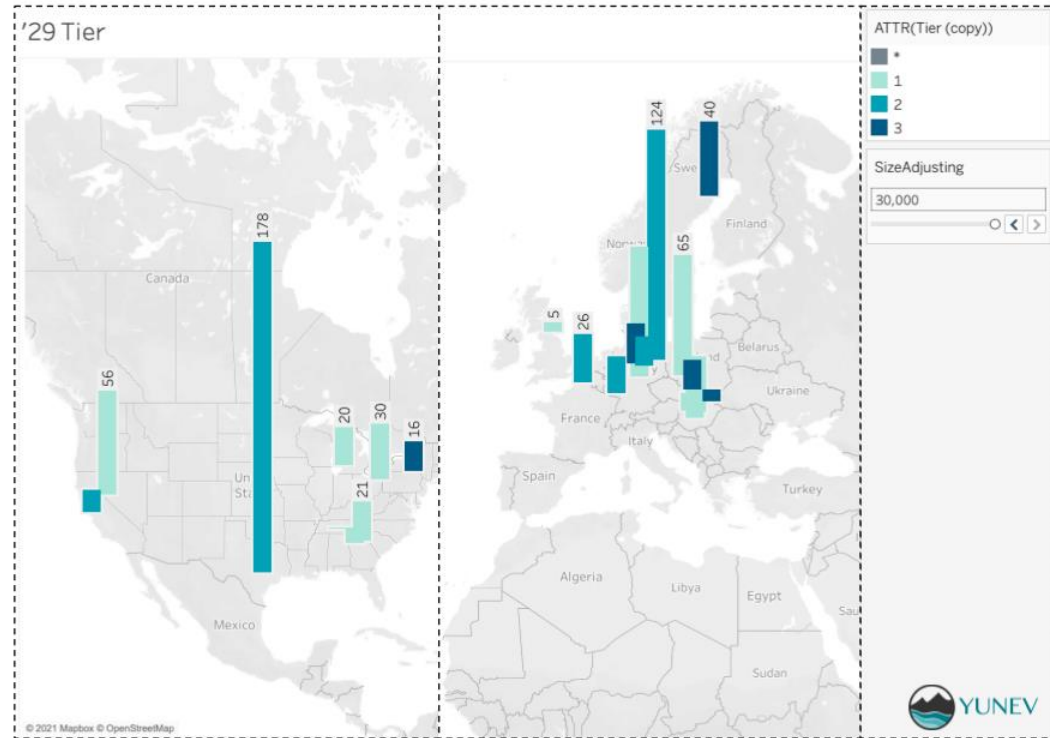 '29 Tier
ATTR(Tier (copy))
*
1
2
3
SizeAdjusting
30,000
124
40
Swe
Finland
178
Canada
65
5
26
Belarus
Ukraine
France
Italy
Spain
Turkey
56
20
30
16
21
Mexico
Algeria
Libya
Egypt
Sudan
YUNEV
© 2021 Mapbox © OpenStreetMap